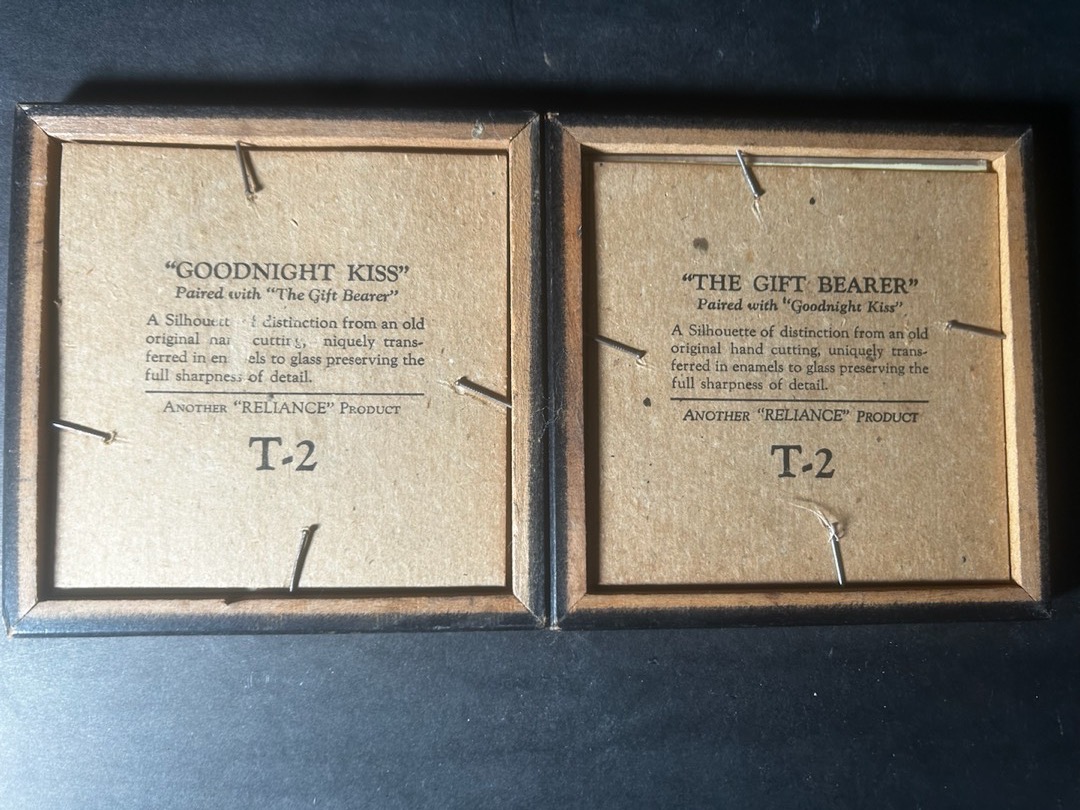 "GOODNIGHT KISS"
Paired with "The Gift Bearer"
A distinction from an old
original cutting, trans-
ferred in to glass preserving the
full sharpness of detail.
ANOTHER "RELIANCE" PRODUCT
T-2
"THE GIFT BEARER"
Paired with "Goodnight Kiss"
A Silhouette of distinction from an old
original hand cutting, uniquely trans-
ferred in enamels to glass preserving the
full sharpness of detail.
ANOTHER "RELIANCE" PRODUCT
T-2